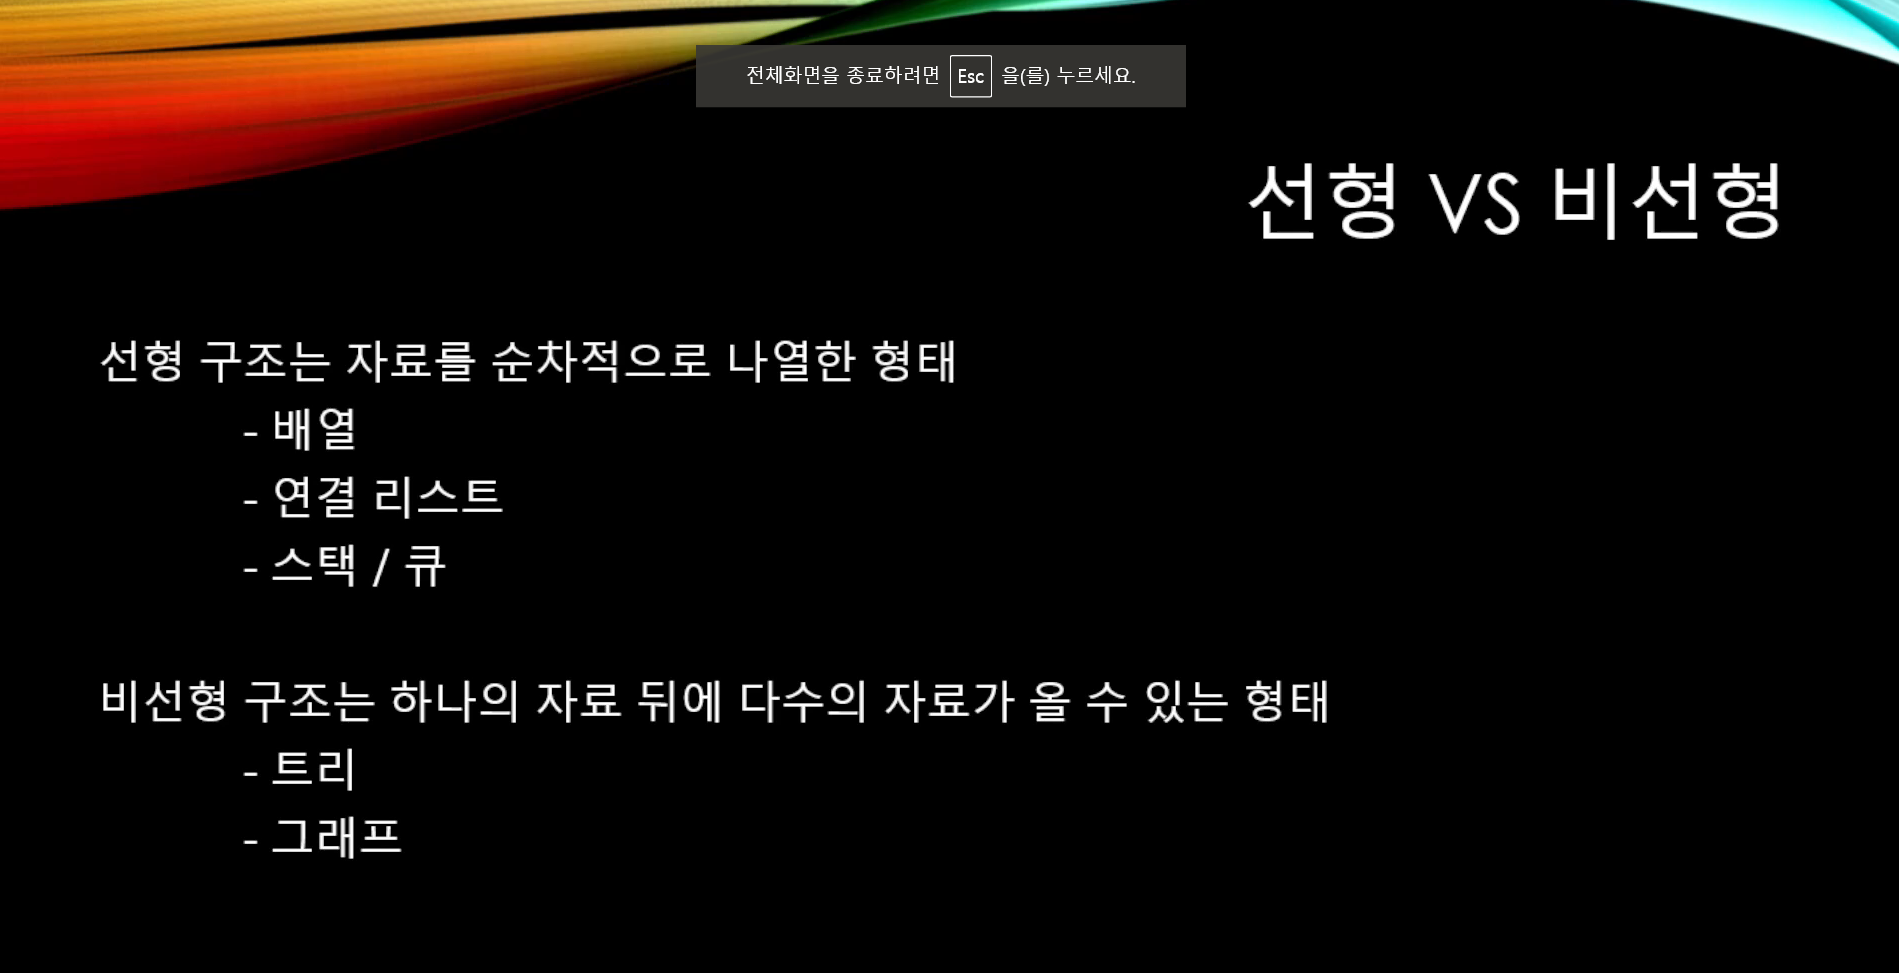 전체화면을 종료하려면 Esc 을(를) 누르세요.
선형 VS 비선형
선형 구조는 자료를 순차적으로 나열한 형태
- 배열
- 연결 리스트
- 스택 / 큐
비선형 구조는 하나의 자료 뒤에 다수의 자료가 올 수 있는 형태
- 트리
- 그래프